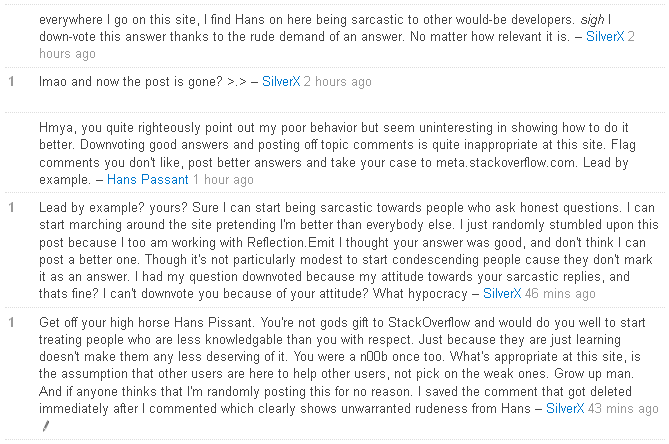 everywhere I go on this site, I find Hans on here being sarcastic to other would-be developers. sigh I
down-vote this answer thanks to the rude demand of an answer. No matter how relevant it is. – SilverX 2
hours ago
1 lmao and now the post is gone? >.> – SilverX 2 hours ago
Hmya, you quite righteously point out my poor behavior but seem uninteresting in showing how to do it
better. Downvoting good answers and posting off topic comments is quite inappropriate at this site. Flag
comments you don't like, post better answers and take your case to meta.stackoverflow.com. Lead by
example. – Hans Passant 1 hour ago
1 Lead by example? yours? Sure I can start being sarcastic towards people who ask honest questions. I can
start marching around the site pretending I'm better than everybody else. I just randomly stumbled upon this
post because I too am working with Reflection.Emit I thought your answer was good, and don't think I can
post a better one. Though it's not particularly modest to start condescending people cause they don't mark
it as an answer. I had my question downvoted because my attitude towards your sarcastic replies, and
thats fine? I can't downvote you because of your attitude? What hypocracy – SilverX 46 mins ago
1 Get off your high horse Hans Pissant. You're not gods gift to StackOverflow and would do you well to start
treating people who are less knowledgable than you with respect. Just because they are just learning
doesn't make them any less deserving of it. You were a n00b once too. What's appropriate at this site, is
the assumption that other users are here to help other users, not pick on the weak ones. Grow up man.
And if anyone thinks that I'm randomly posting this for no reason. I saved the comment that got deleted
immediately after I commented which clearly shows unwarranted rudeness from Hans – SilverX 43 mins ago